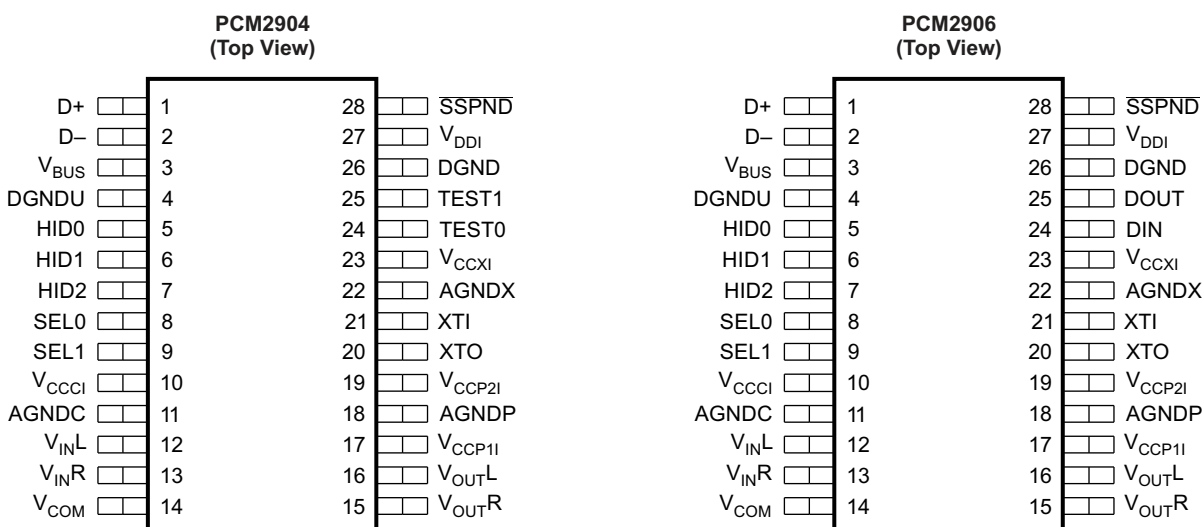 PCM2904
(Top View)
D+ 1 28 SSPND
D– 2 27 VDDI
VBUS 3 26 DGND
DGNDU 4 25 TEST1
HID0 5 24 TEST0
HID1 6 23 VCCXI
HID2 7 22 AGNDX
SEL0 8 21 XTI
SEL1 9 20 XTO
VCCCI 10 19 VCCP2I
AGNDC 11 18 AGNDP
VINL 12 17 VCCP1I
VINR 13 16 VOUTL
VCOM 14 15 VOUTR
PCM2906
(Top View)
D+ 1 28 SSPND
D– 2 27 VDDI
VBUS 3 26 DGND
DGNDU 4 25 DOUT
HID0 5 24 DIN
HID1 6 23 VCCXI
HID2 7 22 AGNDX
SEL0 8 21 XTI
SEL1 9 20 XTO
VCCCI 10 19 VCCP2I
AGNDC 11 18 AGNDP
VINL 12 17 VCCP1I
VINR 13 16 VOUTL
VCOM 14 15 VOUTR